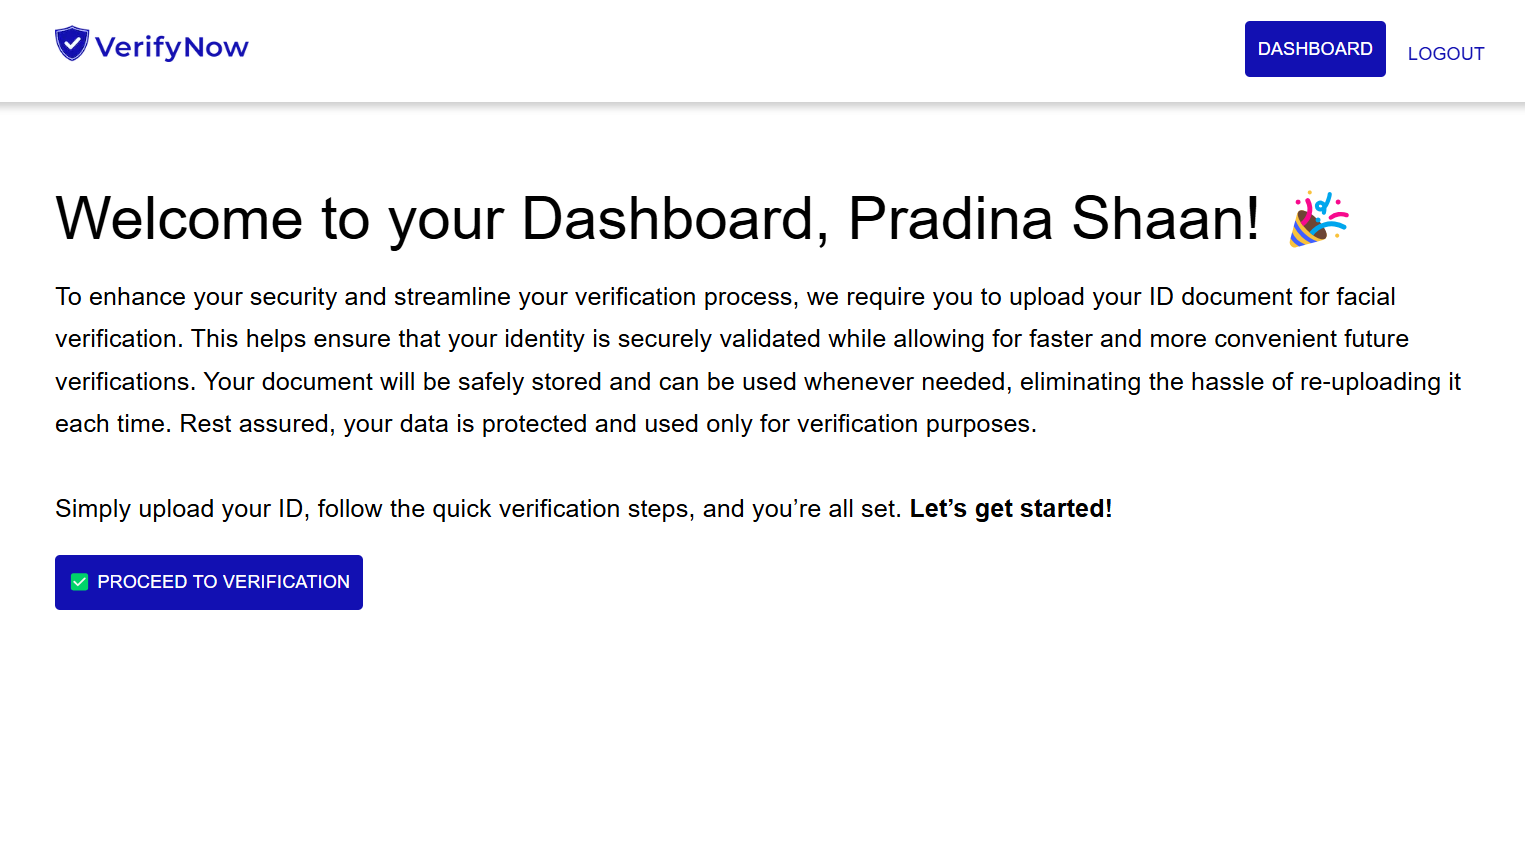 VerifyNow
DASHBOARD
LOGOUT
Welcome to your Dashboard, Pradina Shaan! 🎉
To enhance your security and streamline your verification process, we require you to upload your ID document for facial
verification. This helps ensure that your identity is securely validated while allowing for faster and more convenient future
verifications. Your document will be safely stored and can be used whenever needed, eliminating the hassle of re-uploading it
each time. Rest assured, your data is protected and used only for verification purposes.
Simply upload your ID, follow the quick verification steps, and you’re all set. Let’s get started!
✅ PROCEED TO VERIFICATION